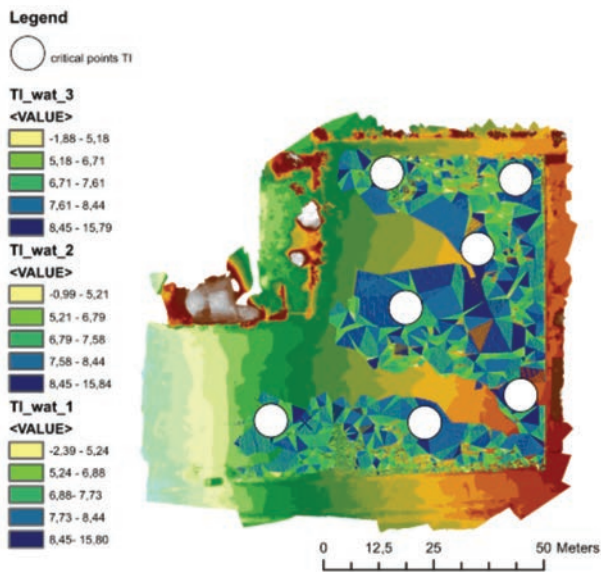 Legend
critical points TI
TI_wat_3
<VALUE>
-1,88 - 5,18
5,18 - 6,71
6,71 - 7,61
7,61 - 8,44
8,45 - 15,79
TI_wat_2
<VALUE>
-0,99 - 5,21
5,21 - 6,79
6,79 - 7,58
7,58 - 8,44
8,45 - 15,84
TI_wat_1
<VALUE>
-2,39 - 5,24
5,24 - 6,88
6,88- 7,73
7,73 - 8,44
8,45- 15,80
0 12,5 25 50 Meters